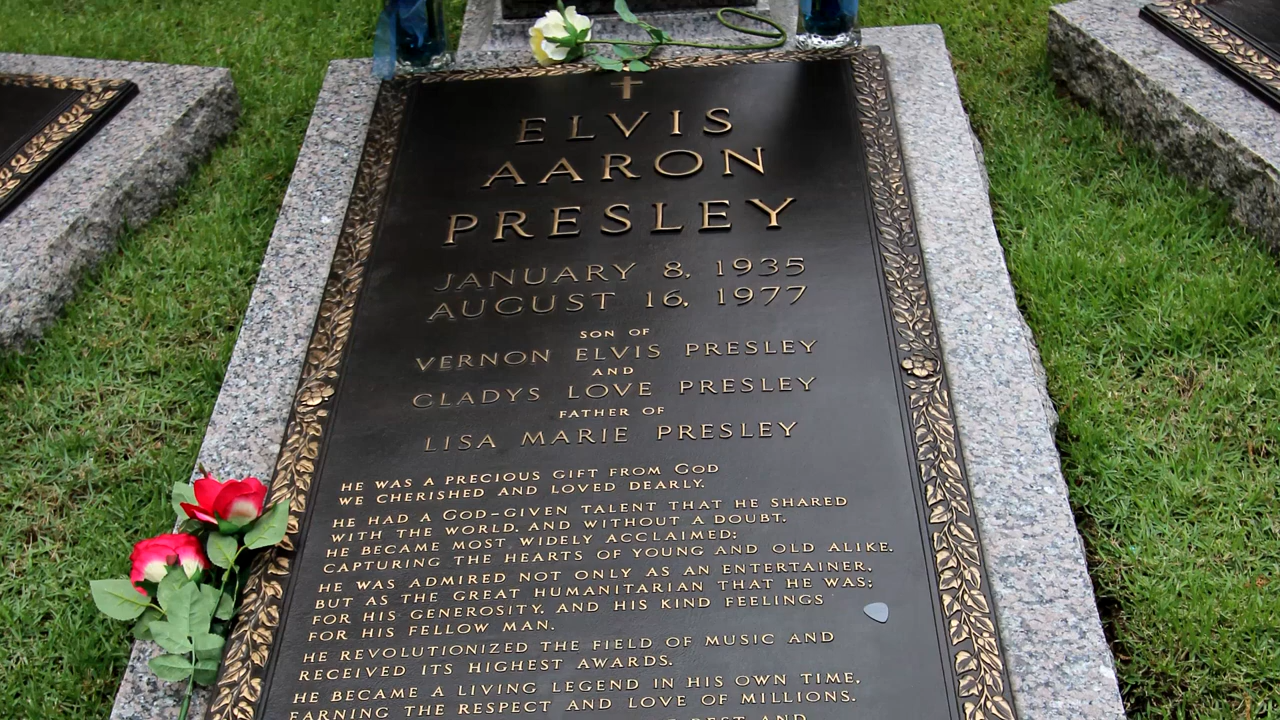 ELVIS
AARON
PRESLEY
JANUARY 8, 1935
AUGUST 16, 1977
SON OF
VERNON ELVIS PRESLEY
AND
GLADYS LOVE PRESLEY
FATHER OF
LISA MARIE PRESLEY
HE WAS A PRECIOUS GIFT FROM GOD
WE CHERISHED AND LOVED DEARLY.
HE HAD A GOD-GIVEN TALENT THAT HE SHARED
WITH THE WORLD, AND WITHOUT A DOUBT,
HE BECAME MOST WIDELY ACCLAIMED;
CAPTURING THE HEARTS OF YOUNG AND OLD ALIKE.
HE WAS ADMIRED NOT ONLY AS AN ENTERTAINER,
BUT AS THE GREAT HUMANITARIAN THAT HE WAS;
FOR HIS GENEROSITY, AND HIS KIND FEELINGS
FOR HIS FELLOW MAN.
HE REVOLUTIONIZED THE FIELD OF MUSIC AND
RECEIVED ITS HIGHEST AWARDS.
HE BECAME A LIVING LEGEND IN HIS OWN TIME,
EARNING THE RESPECT AND LOVE OF MILLIONS.
REST AND